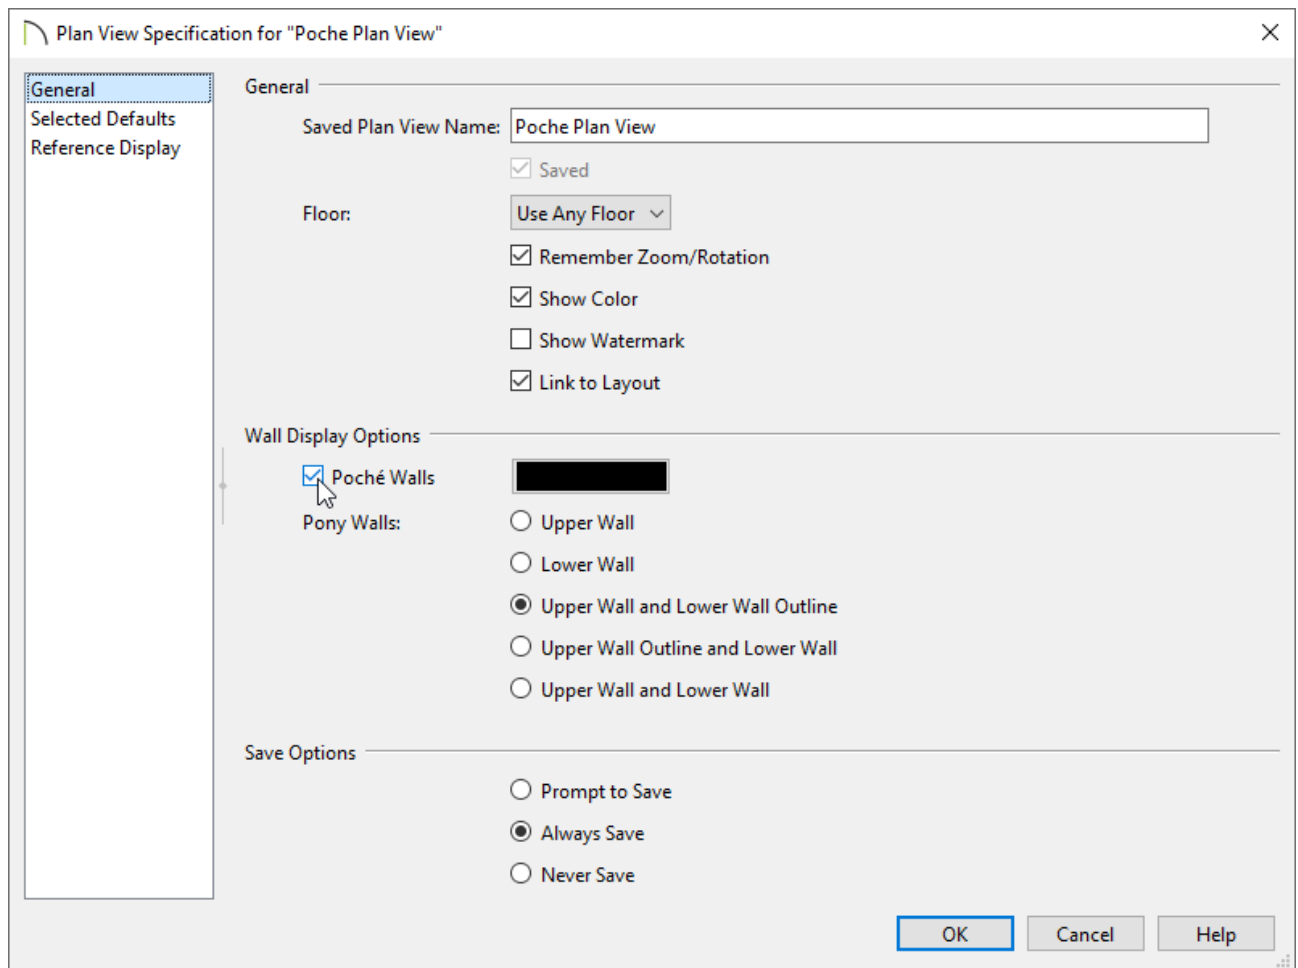 Plan View Specification for "Poche Plan View"
General
Selected Defaults
Reference Display
General
Saved Plan View Name: Poche Plan View
Saved
Floor: Use Any Floor
Remember Zoom/Rotation
Show Color
Show Watermark
Link to Layout
Wall Display Options
Poché Walls
Pony Walls: Upper Wall
Lower Wall
Upper Wall and Lower Wall Outline
Upper Wall Outline and Lower Wall
Upper Wall and Lower Wall
Save Options
Prompt to Save
Always Save
Never Save
OK Cancel Help